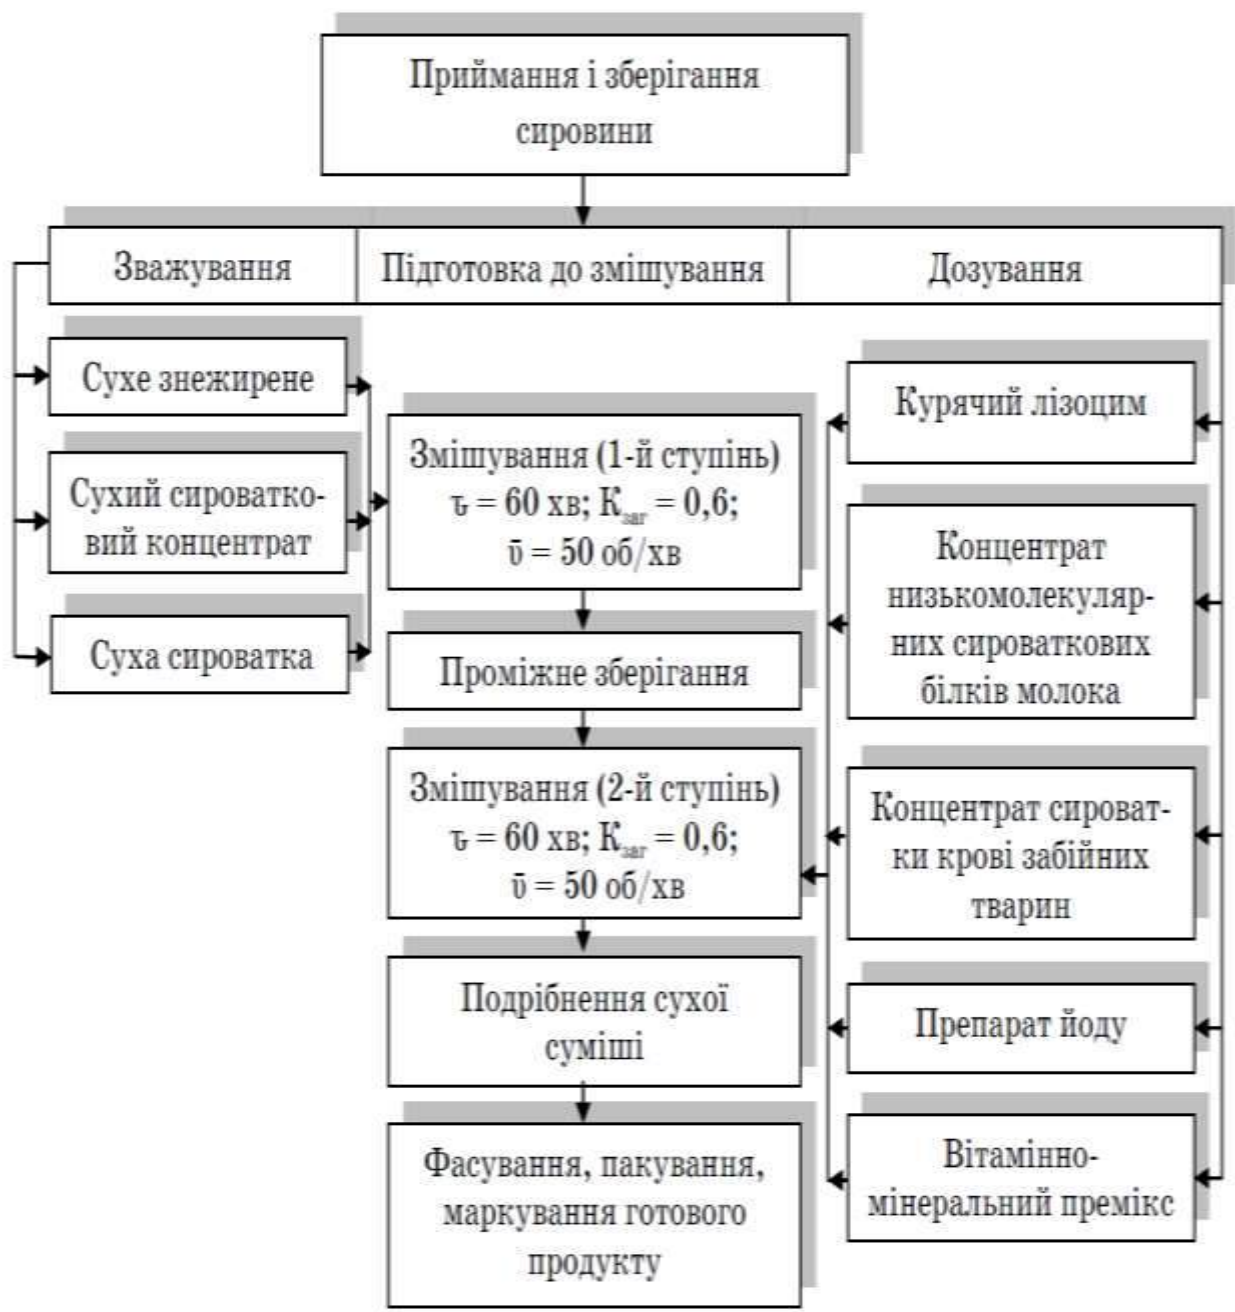 Приймання і зберігання
сировини
Зважування
Підготовка до змішування
Дозування
Сухе знежирене
Сухий сироватко-
вий концентрат
Суха сироватка
Змішування (1-й ступінь)
τ = 60 хв; Кзаг = 0,6;
ῡ = 50 об/хв
Проміжне зберігання
Змішування (2-й ступінь)
τ = 60 хв; Кзаг = 0,6;
ῡ = 50 об/хв
Подрібнення сухої
суміші
Фасування, пакування,
маркування готового
продукту
Курячий лізоцим
Концентрат
низькомолекуляр-
них сироваткових
білків молока
Концентрат сироват-
ки крові забійних
тварин
Препарат йоду
Вітамінно-
мінеральний премікс